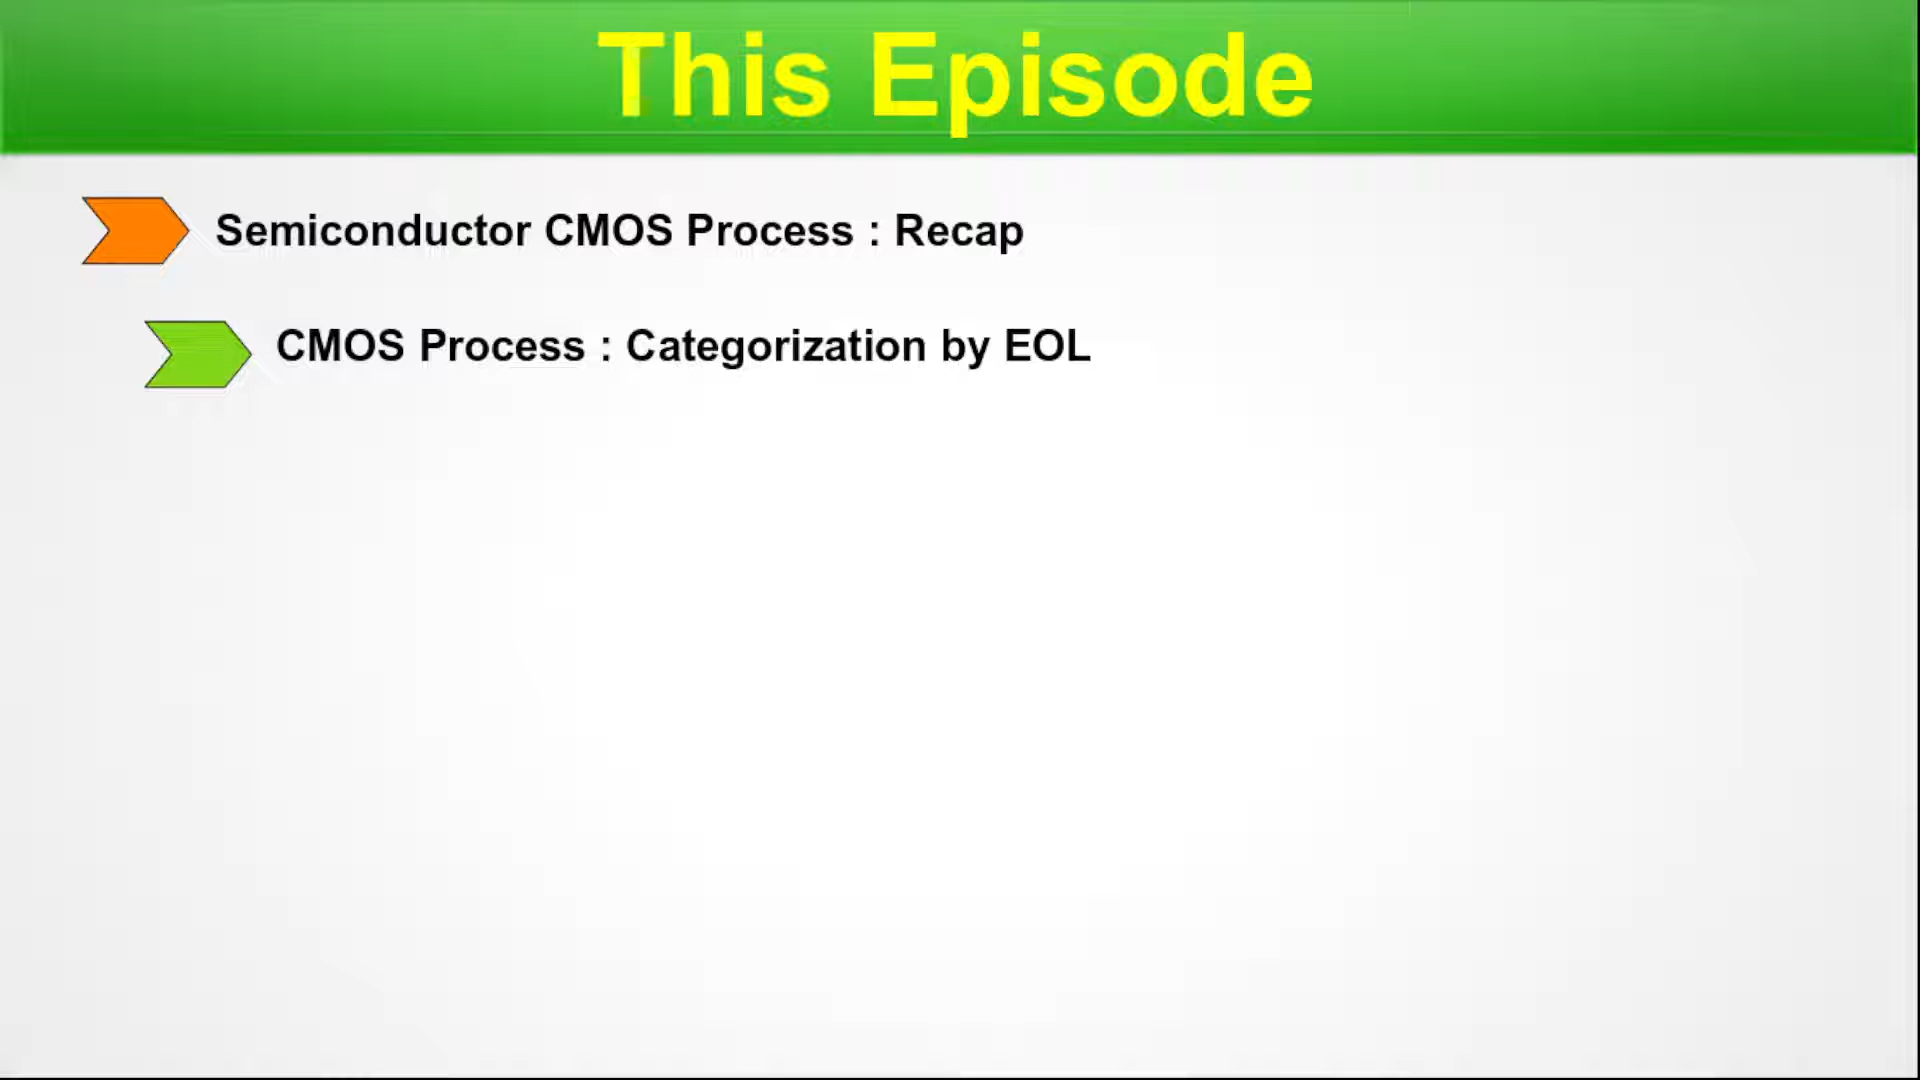 This Episode
Semiconductor CMOS Process : Recap
CMOS Process : Categorization by EOL